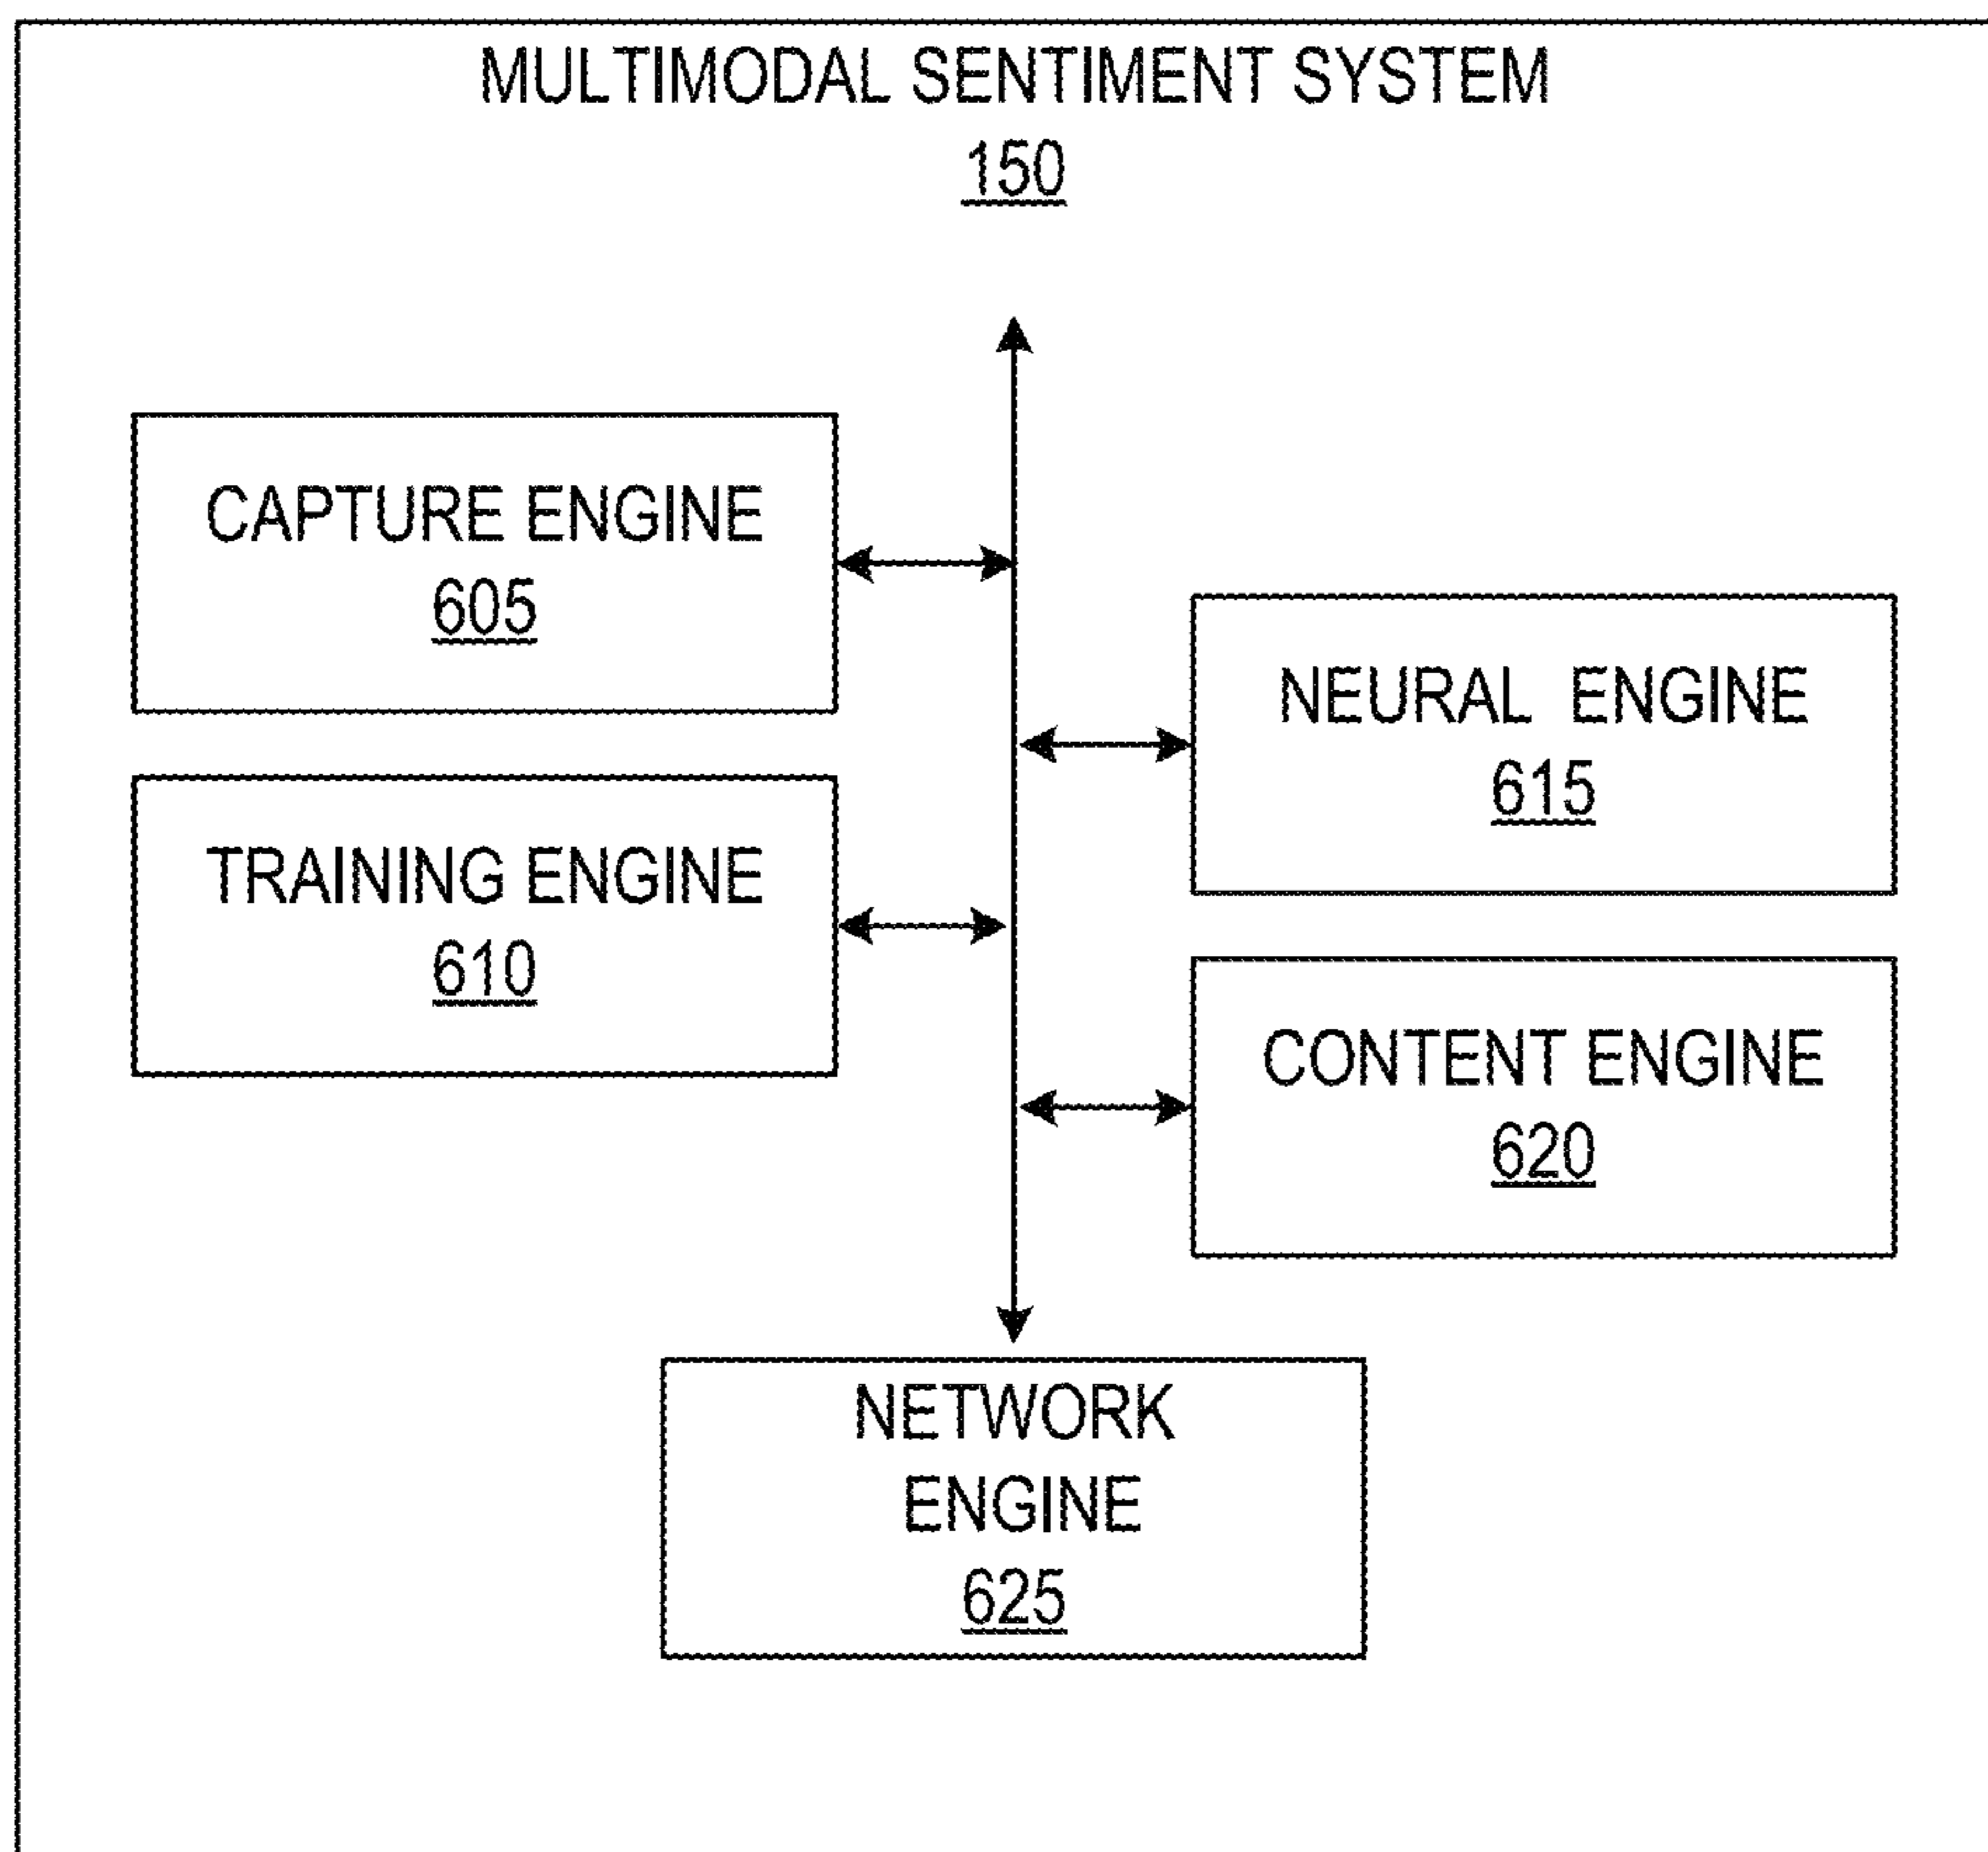 MULTIMODAL SENTIMENT SYSTEM
150
CAPTURE ENGINE
605
NEURAL ENGINE
615
TRAINING ENGINE
610
CONTENT ENGINE
620
NETWORK
ENGINE
625